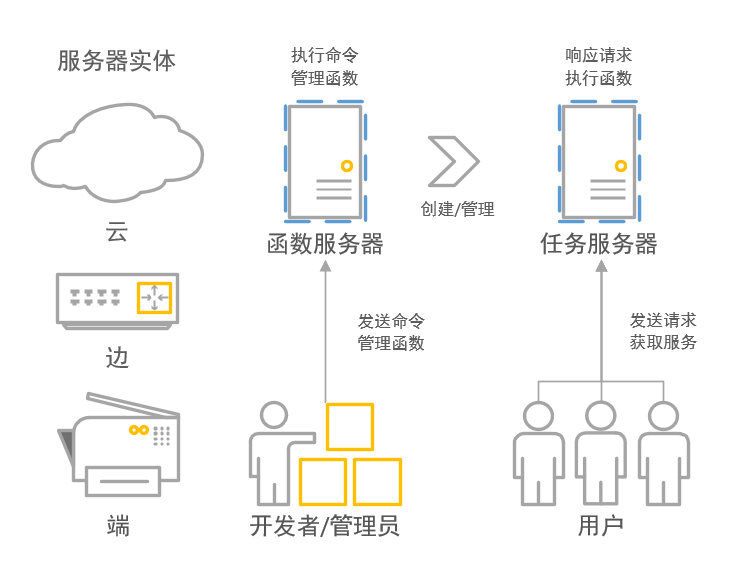 服务器实体
云
边
端
执行命令
管理函数
函数服务器
创建/管理
响应请求
执行函数
任务服务器
发送命令
管理函数
开发者/管理员
发送请求
获取服务
用户